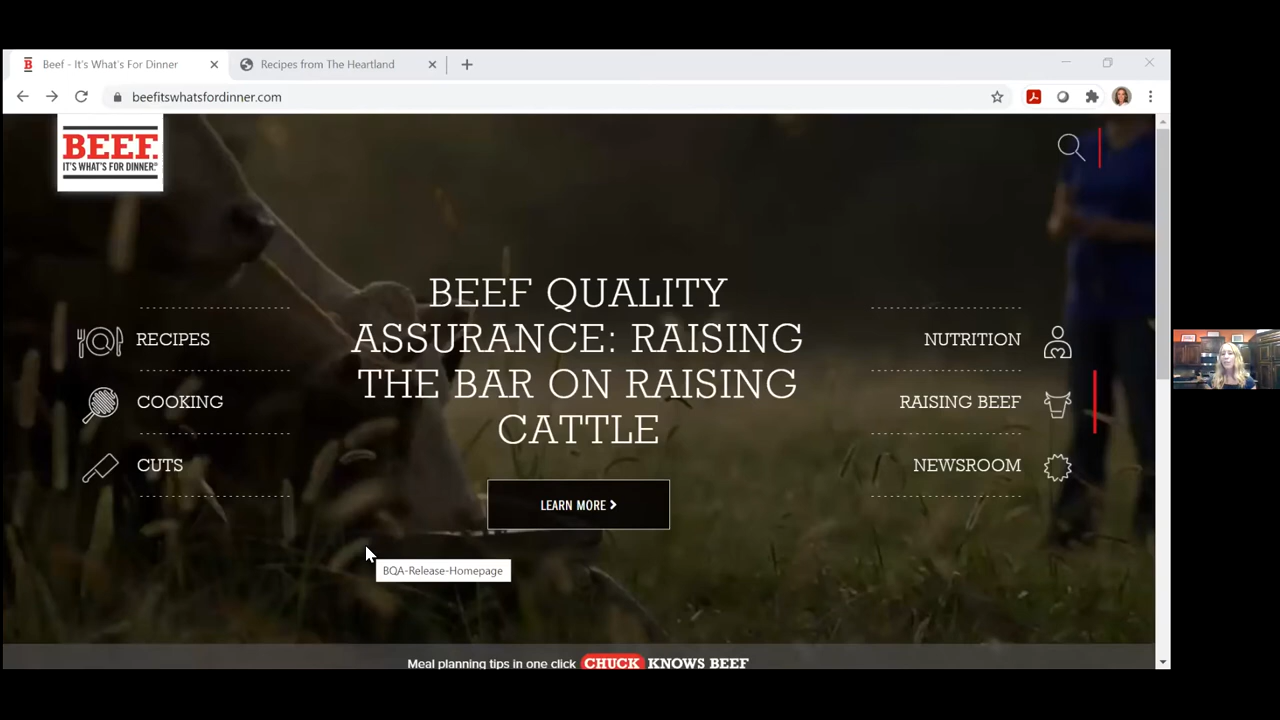 Beef - It's What's For Dinner
Recipes from The Heartland
beefitswhatsfordinner.com
BEEF.
IT'S WHAT'S FOR DINNER.®
BEEF QUALITY
ASSURANCE: RAISING
THE BAR ON RAISING
CATTLE
LEARN MORE
RECIPES
COOKING
CUTS
NUTRITION
RAISING BEEF
NEWSROOM
BQA-Release-Homepage
Meal planning tips in one click CHUCK KNOWS BEEF